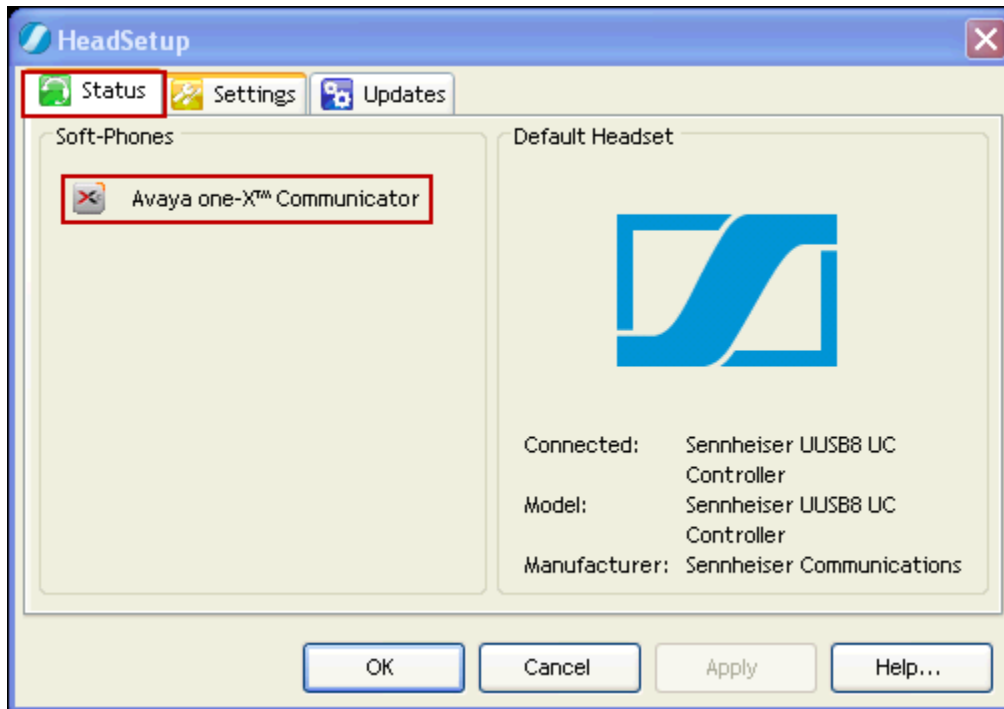 HeadSetup
Status
Settings
Updates
Soft-Phones
Avaya one-X™ Communicator
Default Headset
Connected: Sennheiser UUSB8 UC
Controller
Model: Sennheiser UUSB8 UC
Controller
Manufacturer: Sennheiser Communications
OK
Cancel
Apply
Help...